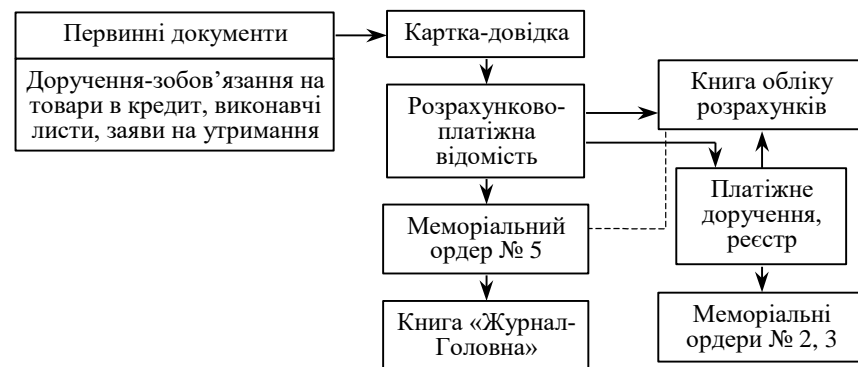 Первинні документи
Доручення-зобов’язання на
товари в кредит, виконавчі
листи, заяви на утримання
Картка-довідка
Розрахунково-
платіжна
відомість
Меморіальний
ордер № 5
Книга «Журнал-
Головна»
Книга обліку
розрахунків
Платіжне
доручення,
реєстр
Меморіальні
ордери № 2, 3